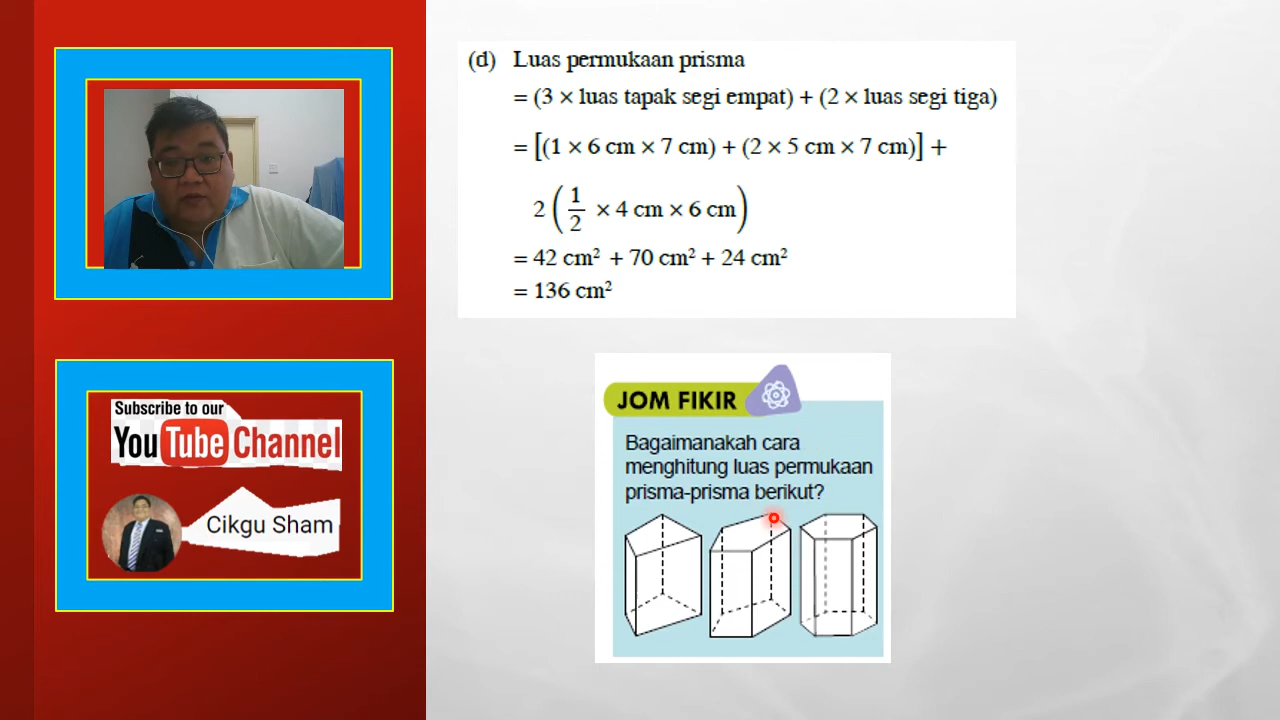 (d) Luas permukaan prisma
= (3 × luas tapak segi empat) + (2 × luas segi tiga)
= [(1 × 6 cm × 7 cm) + (2 × 5 cm × 7 cm)] +
2 (1/2 × 4 cm × 6 cm)
= 42 cm² + 70 cm² + 24 cm²
= 136 cm²
Subscribe to our
YouTube Channel
Cikgu Sham
JOM FIKIR
Bagaimanakah cara
menghitung luas permukaan
prisma-prisma berikut?